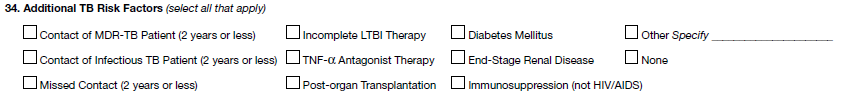 34. Additional TB Risk Factors (select all that apply)
Contact of MDR-TB Patient (2 years or less) Incomplete LTBI Therapy Diabetes Mellitus Other Specify
Contact of Infectious TB Patient (2 years or less) TNF-α Antagonist Therapy End-Stage Renal Disease None
Missed Contact (2 years or less) Post-organ Transplantation Immunosuppression (not HIV/AIDS)